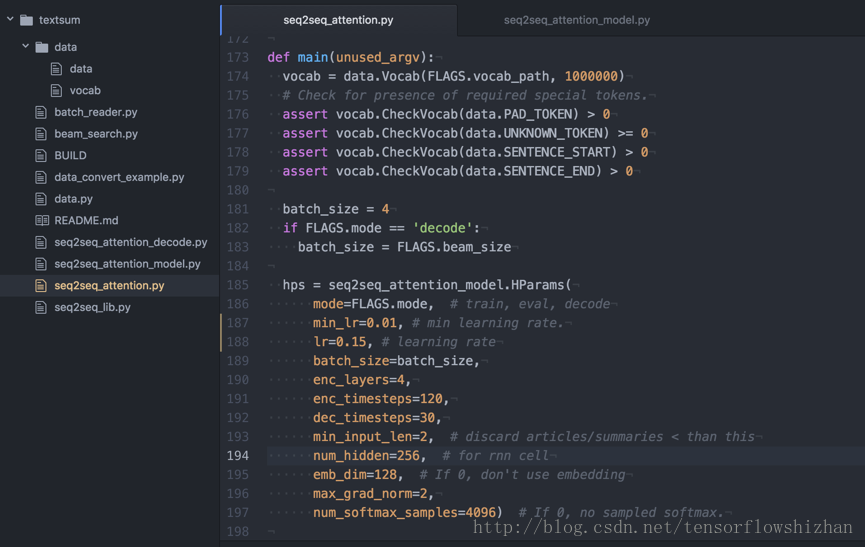 textsum
data
data
vocab
batch_reader.py
beam_search.py
BUILD
data_convert_example.py
data.py
README.md
seq2seq_attention_decode.py
seq2seq_attention_model.py
seq2seq_attention.py
seq2seq_lib.py
seq2seq_attention.py seq2seq_attention_model.py
172
173 def main(unused_argv):
174 vocab = data.Vocab(FLAGS.vocab_path, 1000000)
175 # Check for presence of required special tokens.
176 assert vocab.CheckVocab(data.PAD_TOKEN) > 0
177 assert vocab.CheckVocab(data.UNKNOWN_TOKEN) >= 0
178 assert vocab.CheckVocab(data.SENTENCE_START) > 0
179 assert vocab.CheckVocab(data.SENTENCE_END) > 0
180
181 batch_size = 4
182 if FLAGS.mode == 'decode':
183 batch_size = FLAGS.beam_size
184
185 hps = seq2seq_attention_model.HParams(
186 mode=FLAGS.mode, # train, eval, decode
187 min_lr=0.01, # min learning rate.
188 lr=0.15, # learning rate
189 batch_size=batch_size,
190 enc_layers=4,
191 enc_timesteps=120,
192 dec_timesteps=30,
193 min_input_len=2, # discard articles/summaries < than this
194 num_hidden=256, # for rnn cell
195 emb_dim=128, # If 0, don't use embedding
196 max_grad_norm=2,
197 num_softmax_samples=4096) # If 0, no sampled softmax.
198
http://blog.csdn.net/tensorflowshizhan